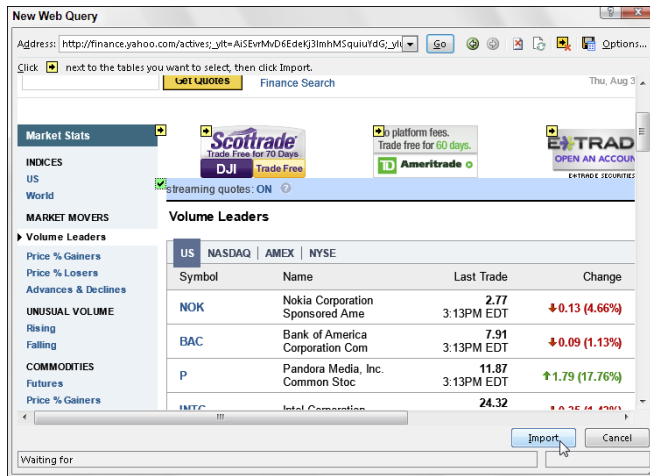 New Web Query
Address: http://finance.yahoo.com/actives;_ylt=AiSEvrMvD6EdeKj3ImhMSquiuYdG;_ylu
Go
Options...
Click next to the tables you want to select, then click Import.
Get Quotes
Finance Search
Thu, Aug 3
Market Stats
INDICES
US
World
MARKET MOVERS
Volume Leaders
Price % Gainers
Price % Losers
Advances & Declines
UNUSUAL VOLUME
Rising
Falling
COMMODITIES
Futures
Price % Gainers
Scottrade
Trade Free for 70 Days
DJI Trade Free
o platform fees.
Trade free for 60 days.
TD Ameritrade
E*TRAD
OPEN AN ACCOUN
E*TRADE SECURITIES
streaming quotes: ON
Volume Leaders
US NASDAQ | AMEX | NYSE
Symbol Name Last Trade Change
NOK Nokia Corporation Sponsored Ame 2.77 3:13PM EDT 0.13 (4.66%)
BAC Bank of America Corporation Com 7.91 3:13PM EDT 0.09 (1.13%)
P Pandora Media, Inc. Common Stoc 11.87 3:13PM EDT 1.79 (17.76%)
INTC Intel Corporation 24.32 0.35 (1.42%)
Import
Cancel
Waiting for